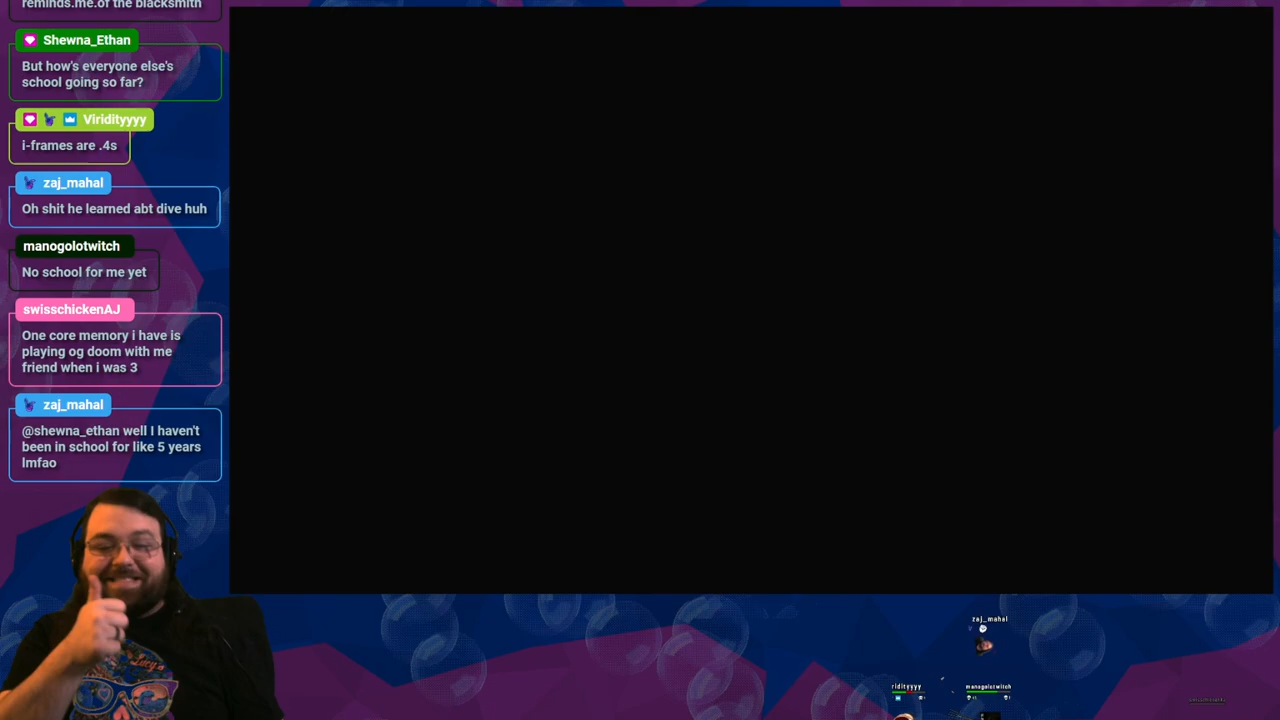 reminds.me.of the blacksmith
Shewna_Ethan
But how's everyone else's
school going so far?
Viridityyyy
i-frames are .4s
zaj_mahal
Oh shit he learned abt dive huh
manogolotwitch
No school for me yet
swisschickenAJ
One core memory i have is
playing og doom with me
friend when i was 3
zaj_mahal
@shewna_ethan well I haven't
been in school for like 5 years
lmfao
zaj_mahal
ridityyyy
manogolotwitch